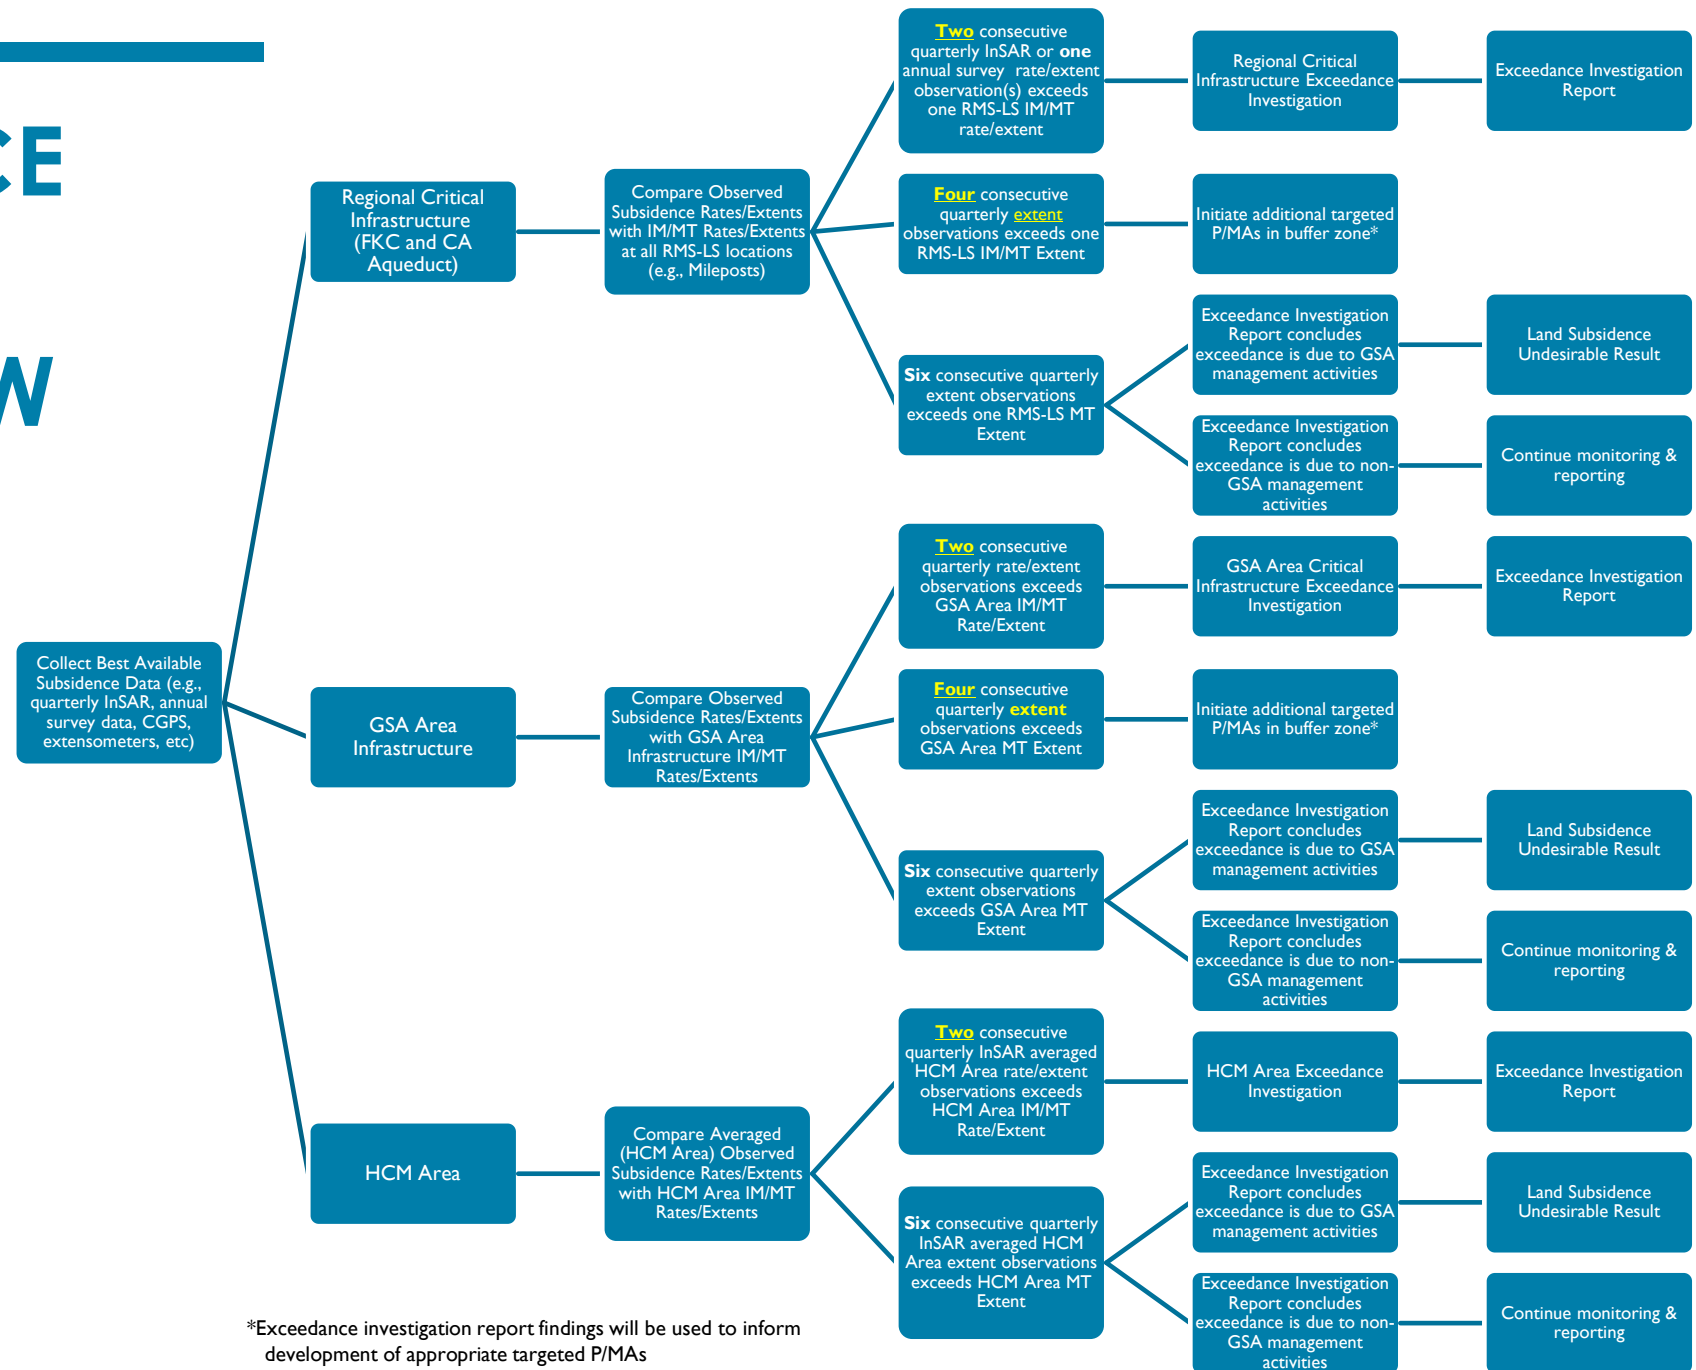 CE
W
Collect Best Available
Subsidence Data (e.g.,
quarterly InSAR, annual
survey data, CGPS,
extensometers, etc)
Regional Critical
Infrastructure
(FKC and CA
Aqueduct)
Compare Observed
Subsidence Rates/Extents
with IM/MT Rates/Extents
at all RMS-LS locations
(e.g., Mileposts)
Two consecutive
quarterly InSAR or one
annual survey rate/extent
observation(s) exceeds
one RMS-LS IM/MT
rate/extent
Regional Critical
Infrastructure Exceedance
Investigation
Exceedance Investigation
Report
Four consecutive
quarterly extent
observations exceeds one
RMS-LS IM/MT Extent
Initiate additional targeted
P/MAs in buffer zone*
Six consecutive quarterly
extent observations
exceeds one RMS-LS MT
Extent
Exceedance Investigation
Report concludes
exceedance is due to GSA
management activities
Land Subsidence
Undesirable Result
Exceedance Investigation
Report concludes
exceedance is due to non-
GSA management
activities
Continue monitoring &
reporting
GSA Area
Infrastructure
Compare Observed
Subsidence Rates/Extents
with GSA Area
Infrastructure IM/MT
Rates/Extents
Two consecutive
quarterly rate/extent
observations exceeds
GSA Area IM/MT
Rate/Extent
GSA Area Critical
Infrastructure Exceedance
Investigation
Exceedance Investigation
Report
Four consecutive
quarterly extent
observations exceeds
GSA Area MT Extent
Initiate additional targeted
P/MAs in buffer zone*
Six consecutive quarterly
extent observations
exceeds GSA Area MT
Extent
Exceedance Investigation
Report concludes
exceedance is due to GSA
management activities
Land Subsidence
Undesirable Result
Exceedance Investigation
Report concludes
exceedance is due to non-
GSA management
activities
Continue monitoring &
reporting
HCM Area
Compare Averaged
(HCM Area) Observed
Subsidence Rates/Extents
with HCM Area IM/MT
Rates/Extents
Two consecutive
quarterly InSAR averaged
HCM Area rate/extent
observations exceeds
HCM Area IM/MT
Rate/Extent
HCM Area Exceedance
Investigation
Exceedance Investigation
Report
Six consecutive quarterly
InSAR averaged HCM
Area extent observations
exceeds HCM Area MT
Extent
Exceedance Investigation
Report concludes
exceedance is due to GSA
management activities
Land Subsidence
Undesirable Result
Exceedance Investigation
Report concludes
exceedance is due to non-
GSA management
activities
Continue monitoring &
reporting
*Exceedance investigation report findings will be used to inform
development of appropriate targeted P/MAs